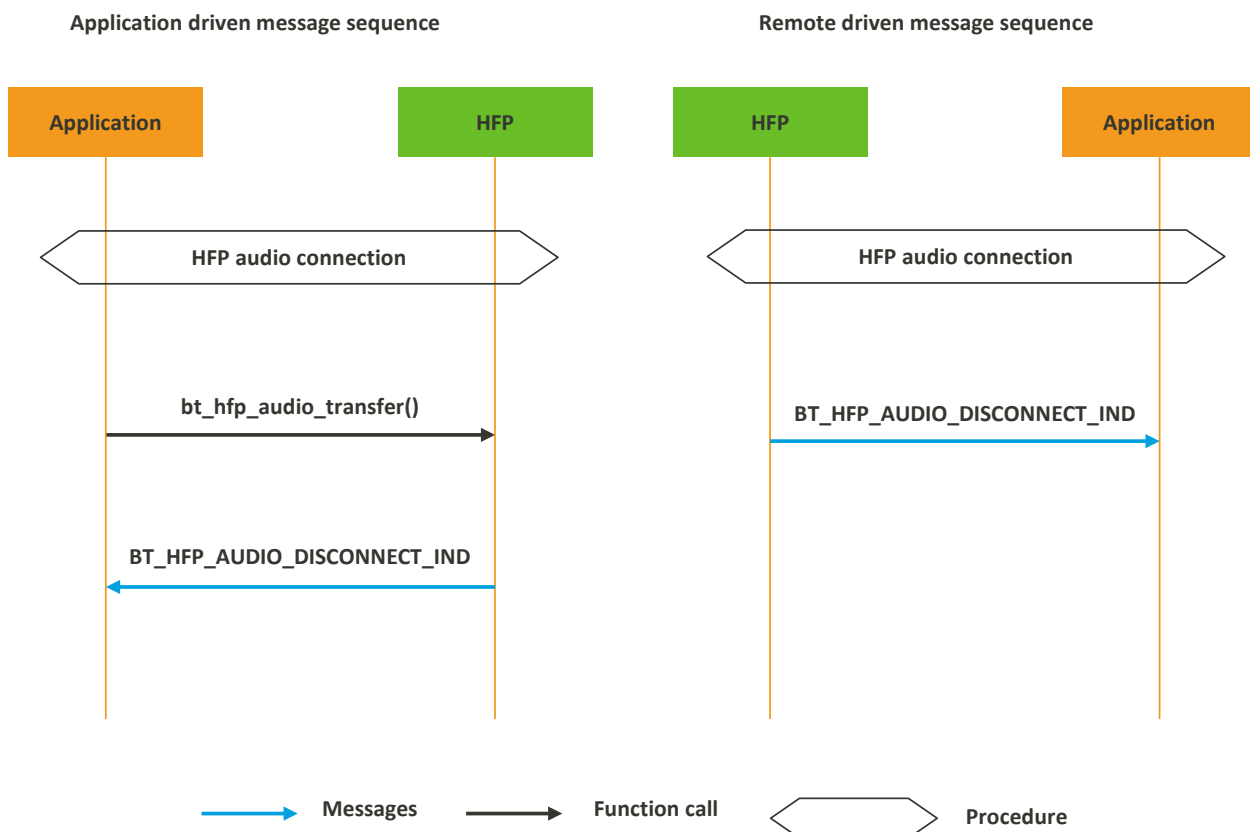 Application driven message sequence
Remote driven message sequence
Application
HFP
HFP
Application
HFP audio connection
HFP audio connection
bt_hfp_audio_transfer()
BT_HFP_AUDIO_DISCONNECT_IND
BT_HFP_AUDIO_DISCONNECT_IND
Messages
Function call
Procedure